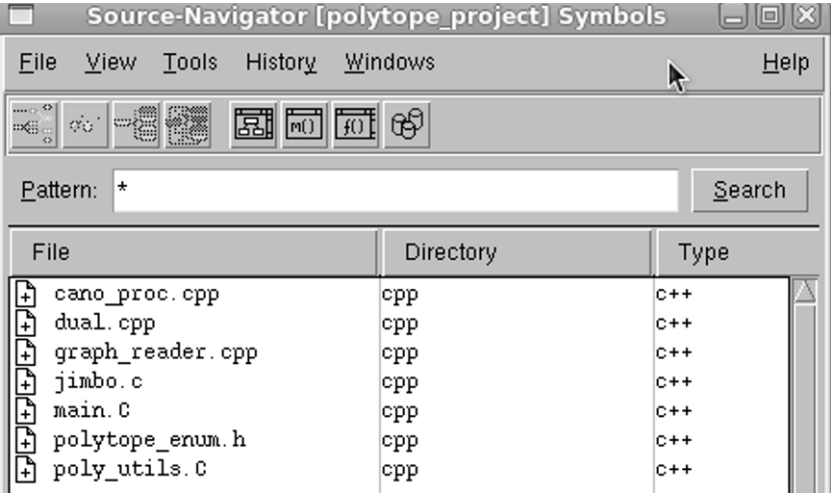 Source-Navigator [polytope_project] Symbols
File View Tools History Windows Help
m() f()
Pattern: * Search
File Directory Type
cano_proc.cpp cpp c++
dual.cpp cpp c++
graph_reader.cpp cpp c++
jimbo.c cpp c++
main.C cpp c++
polytope_enum.h cpp c++
poly_utils.C cpp c++